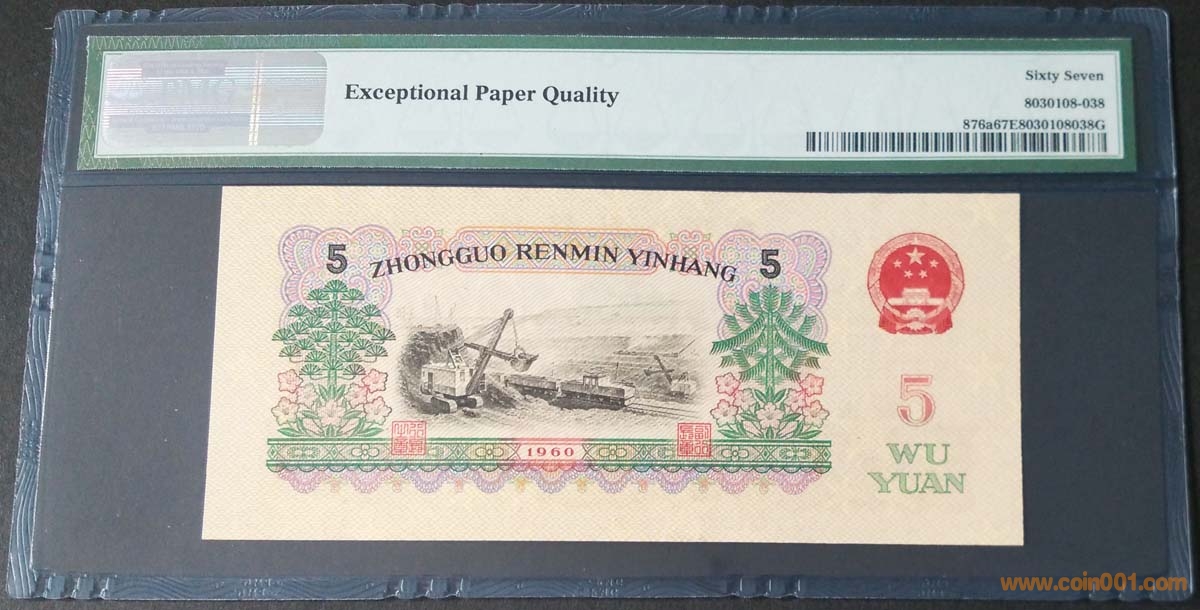 Exceptional Paper Quality
Sixty Seven
8030108-038
876a67E8030108038G
5 ZHONGGUO RENMIN YINHANG 5
5
WU
YUAN
1960
www.coin001.com